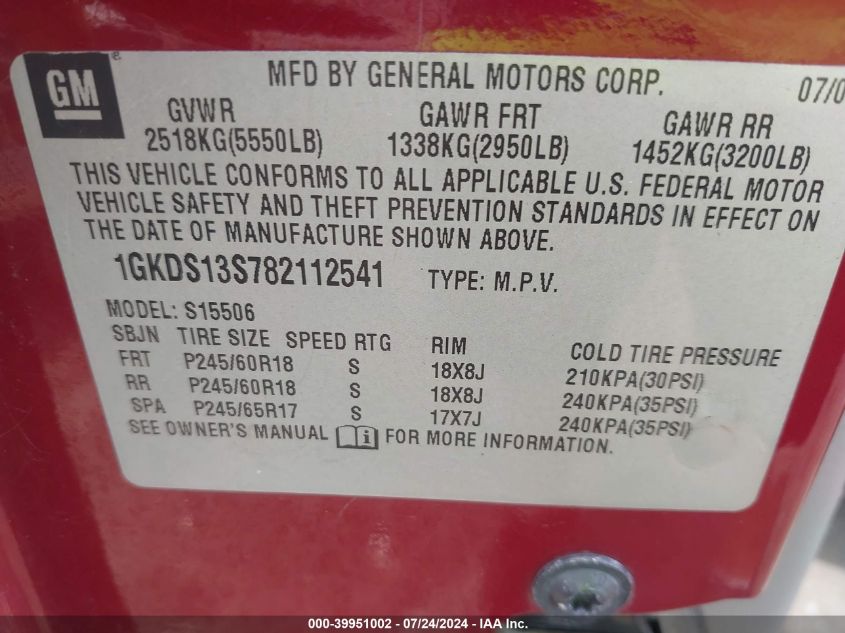 GM
MFD BY GENERAL MOTORS CORP. 07/0
GVWR GAWR FRT GAWR RR
2518KG(5550LB) 1338KG(2950LB) 1452KG(3200LB)
THIS VEHICLE CONFORMS TO ALL APPLICABLE U.S. FEDERAL MOTOR
VEHICLE SAFETY AND THEFT PREVENTION STANDARDS IN EFFECT ON
THE DATE OF MANUFACTURE SHOWN ABOVE.
1GKDS13S782112541 TYPE: M.P.V.
MODEL: S15506
SBJN TIRE SIZE SPEED RTG RIM COLD TIRE PRESSURE
FRT P245/60R18 S 18X8J 210KPA(30PSI)
RR P245/60R18 S 18X8J 240KPA(35PSI)
SPA P245/65R17 S 17X7J 240KPA(35PSI)
SEE OWNER'S MANUAL FOR MORE INFORMATION.
000-39951002 / 07/24/2024 - IAA Inc.